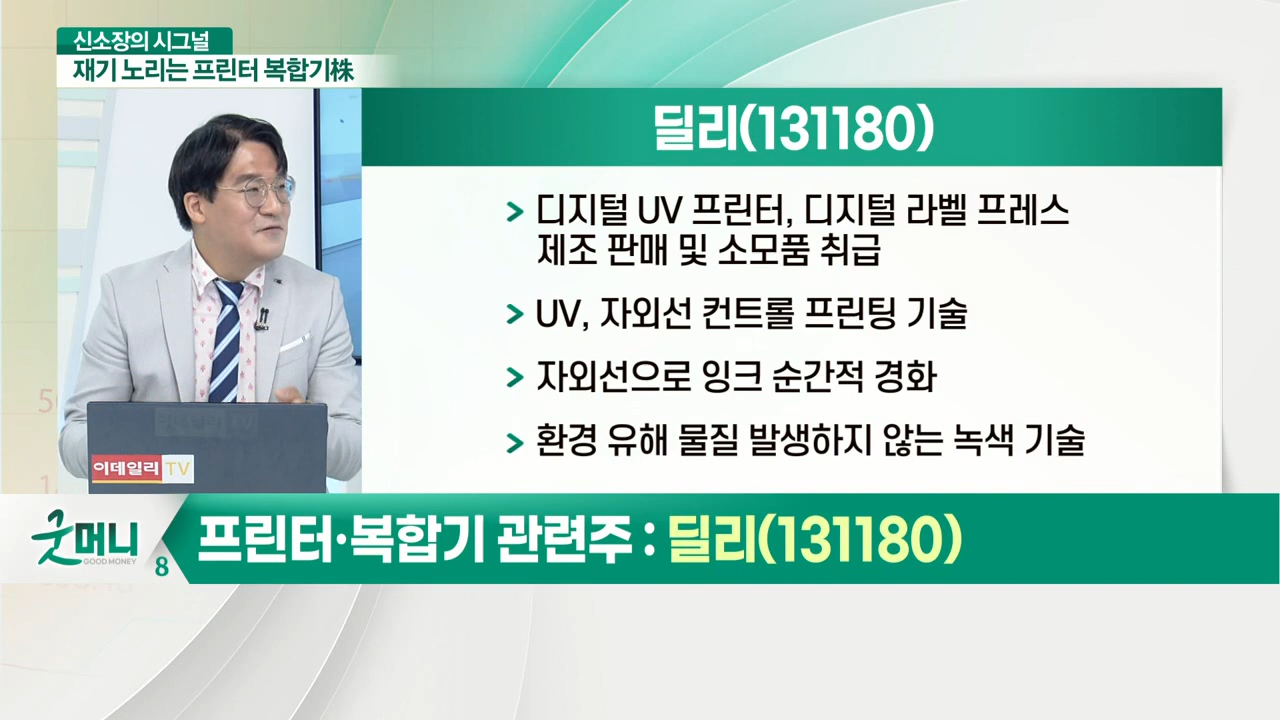 신소장의 시그널
재기 노리는 프린터 복합기株
딜리(131180)
> 디지털 UV 프린터, 디지털 라벨 프레스
제조 판매 및 소모품 취급
> UV, 자외선 컨트롤 프린팅 기술
> 자외선으로 잉크 순간적 경화
> 환경 유해 물질 발생하지 않는 녹색 기술
이데일리 TV
굿머니
GOOD MONEY
8
프린터·복합기 관련주 : 딜리(131180)